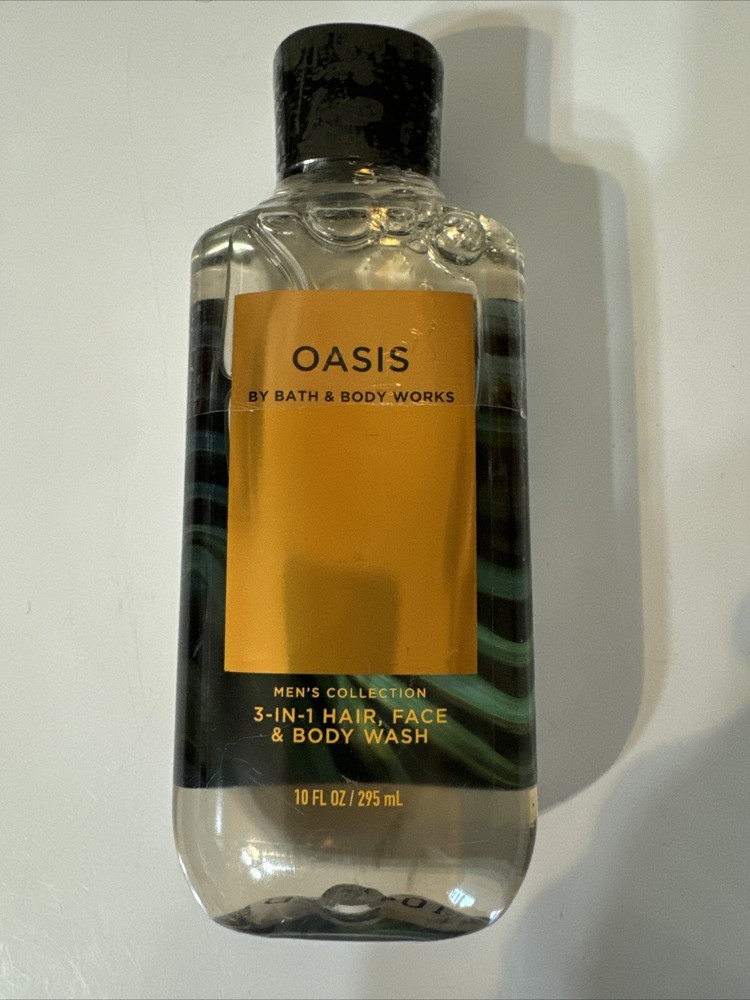 OASIS
BY BATH & BODY WORKS
MEN'S COLLECTION
3-IN-1 HAIR, FACE
& BODY WASH
10 FL OZ / 295 mL